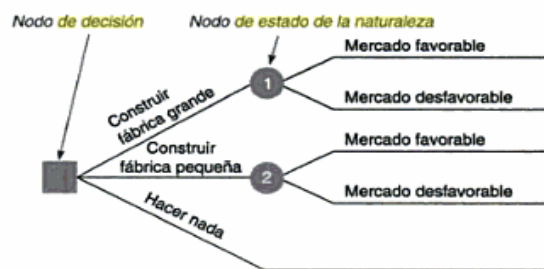 Nodo de decisión
Nodo de estado de la naturaleza
Mercado favorable
1
Construir
fábrica grande
Mercado desfavorable
Mercado favorable
Construir
fábrica pequeña
2
Mercado desfavorable
Hacer nada